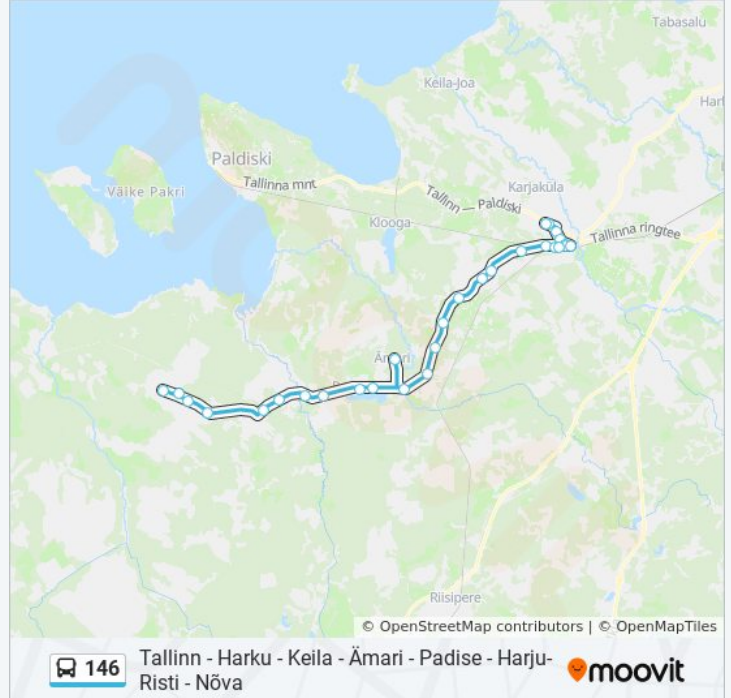 Tabasalu
Keila-Joa
Paldiski
Karjaküla
Tallinna mnt
Väike Pakri
Tallinn — Paldiski
Klooga
Tallinna ringtee
Ämari
Riisipere
© OpenStreetMap contributors | © OpenMapTiles
146
Tallinn - Harku - Keila - Ämari - Padise - Harju-
Risti - Nõva
moovit